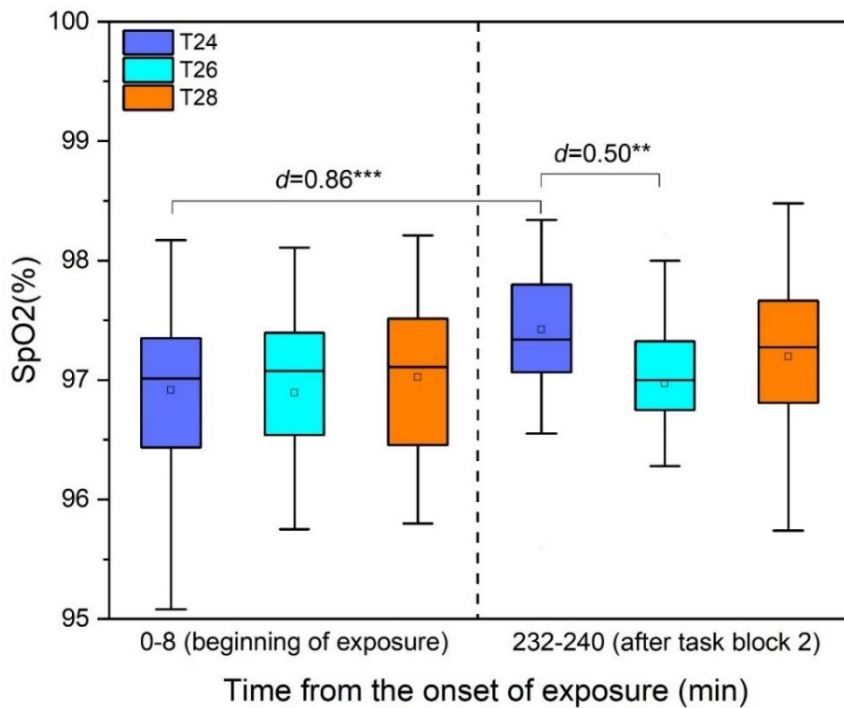 100
99
98
97
96
95
SpO2(%)
T24
T26
T28
d=0.86***
d=0.50**
0-8 (beginning of exposure)
232-240 (after task block 2)
Time from the onset of exposure (min)